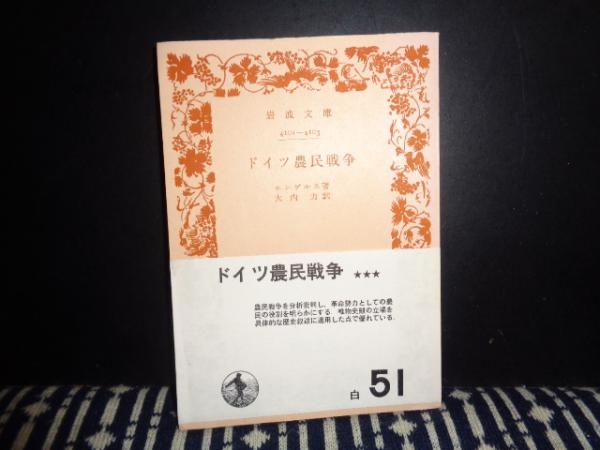 岩波文庫
4101—4103
ドイツ農民戦争
エンゲルス著
大内力訳
ドイツ農民戦争 ★★★
農民戦争を分析批判し、革命勢力としての農
民の役割を明らかにする。唯物史観の立場を
具体的な歴史叙述に適用した点で優れている.
白 51